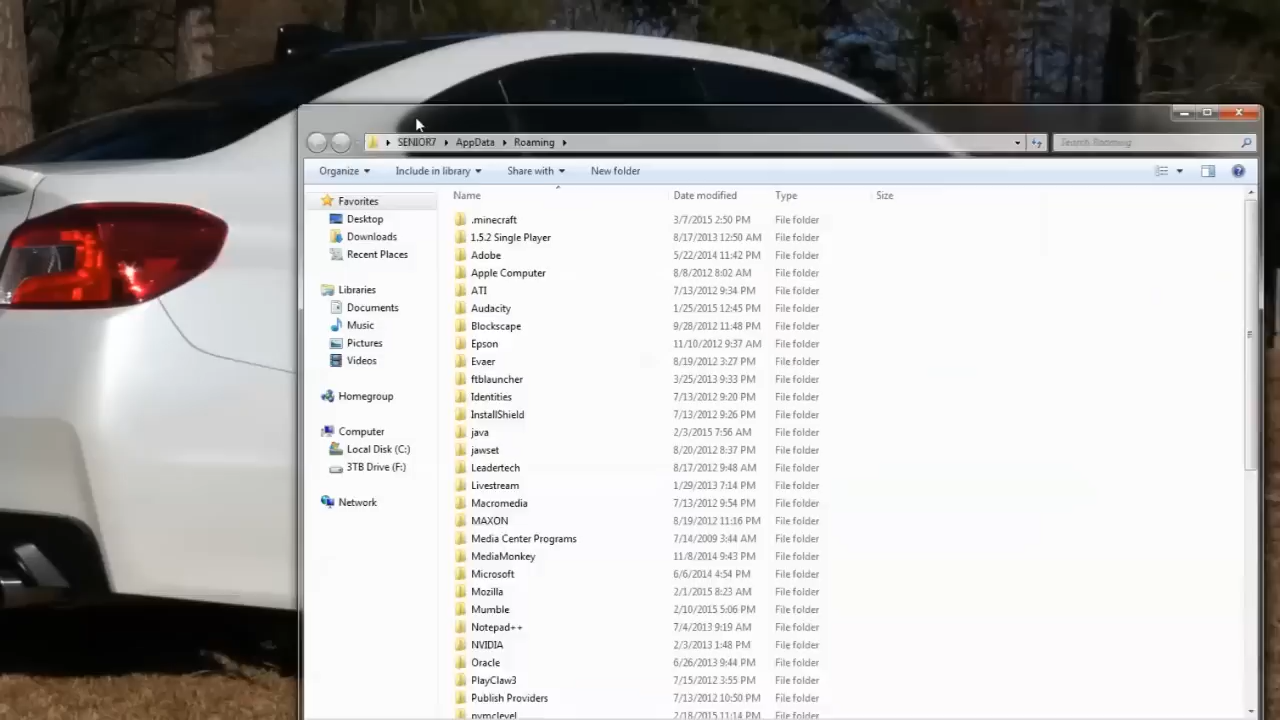 SENIOR7 AppData Roaming
Search Roaming
Organize Include in library Share with New folder
Name Date modified Type Size
Favorites
Desktop
Downloads
Recent Places
Libraries
Documents
Music
Pictures
Videos
Homegroup
Computer
Local Disk (C:)
3TB Drive (F:)
Network
.minecraft 3/7/2015 2:50 PM File folder
1.5.2 Single Player 8/17/2013 12:50 AM File folder
Adobe 5/22/2014 11:42 PM File folder
Apple Computer 8/8/2012 8:02 AM File folder
ATI 7/13/2012 9:34 PM File folder
Audacity 1/25/2015 12:45 PM File folder
Blockscape 9/28/2012 11:48 PM File folder
Epson 11/10/2012 9:37 AM File folder
Evaer 8/19/2012 3:27 PM File folder
ftblauncher 3/25/2013 9:33 PM File folder
Identities 7/13/2012 9:20 PM File folder
InstallShield 7/13/2012 9:26 PM File folder
java 2/3/2015 7:56 AM File folder
jawset 8/20/2012 8:37 PM File folder
Leadertech 8/17/2012 9:48 AM File folder
Livestream 1/29/2013 7:14 PM File folder
Macromedia 7/13/2012 9:54 PM File folder
MAXON 8/19/2012 11:16 PM File folder
Media Center Programs 7/14/2009 3:44 AM File folder
MediaMonkey 11/8/2014 9:43 PM File folder
Microsoft 6/6/2014 4:54 PM File folder
Mozilla 2/1/2015 8:23 AM File folder
Mumble 2/10/2015 5:06 PM File folder
Notepad++ 7/4/2013 9:19 AM File folder
NVIDIA 2/3/2013 1:48 PM File folder
Oracle 6/26/2013 9:44 PM File folder
PlayClaw3 7/15/2012 3:55 PM File folder
Publish Providers 7/13/2012 10:50 PM File folder
pymclevel 2/18/2015 11:14 PM File folder